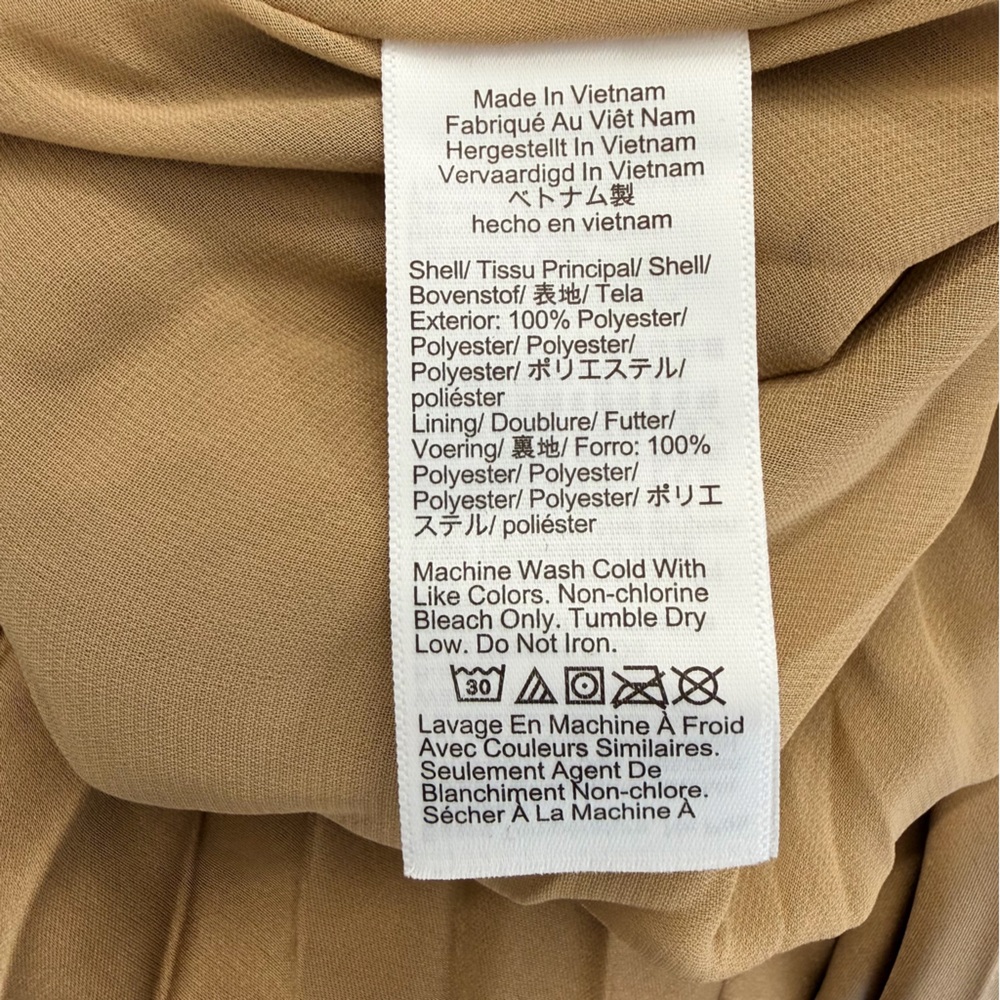 Made In Vietnam
Fabriqué Au Viêt Nam
Hergestellt In Vietnam
Vervaardigd In Vietnam
ベトナム製
hecho en vietnam
Shell/ Tissu Principal/ Shell/
Bovenstof/ 表地/ Tela
Exterior: 100% Polyester/
Polyester/ Polyester/
Polyester/ ポリエステル/
poliéster
Lining/ Doublure/ Futter/
Voering/ 裏地/ Forro: 100%
Polyester/ Polyester/
Polyester/ Polyester/ ポリエ
ステル/ poliéster
Machine Wash Cold With
Like Colors. Non-chlorine
Bleach Only. Tumble Dry
Low. Do Not Iron.
30
Lavage En Machine À Froid
Avec Couleurs Similaires.
Seulement Agent De
Blanchiment Non-chlore.
Sécher À La Machine À